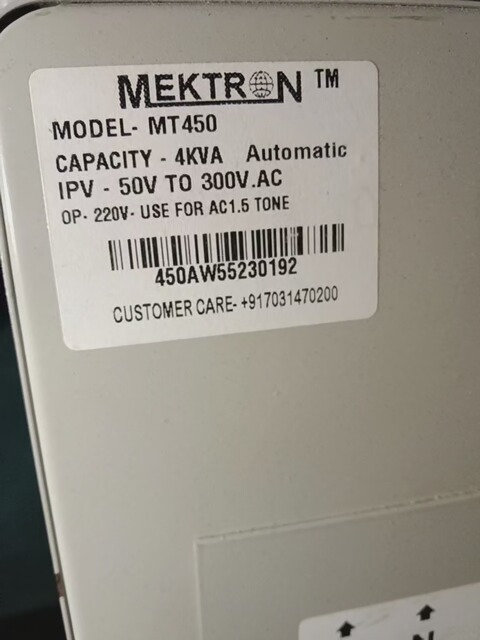 MEKTRON TM
MODEL- MT450
CAPACITY - 4KVA Automatic
IPV - 50V TO 300V.AC
OP- 220V- USE FOR AC1.5 TONE
450AW55230192
CUSTOMER CARE- +917031470200
N